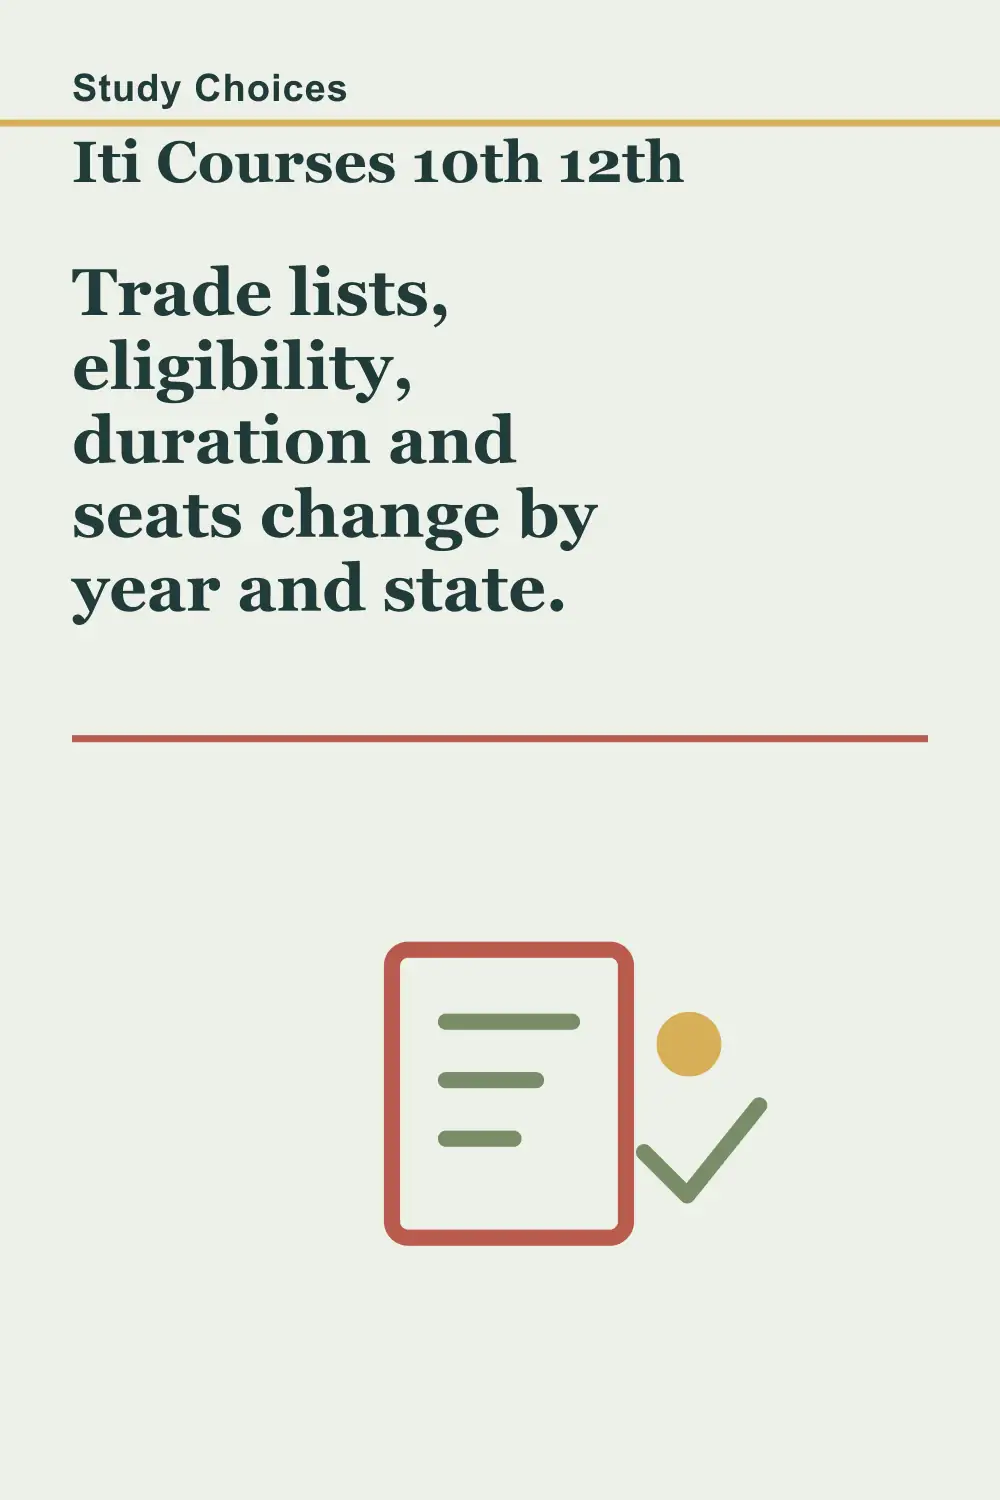 Study Choices
Iti Courses 10th 12th
Trade lists,
eligibility,
duration and
seats change by
year and state.